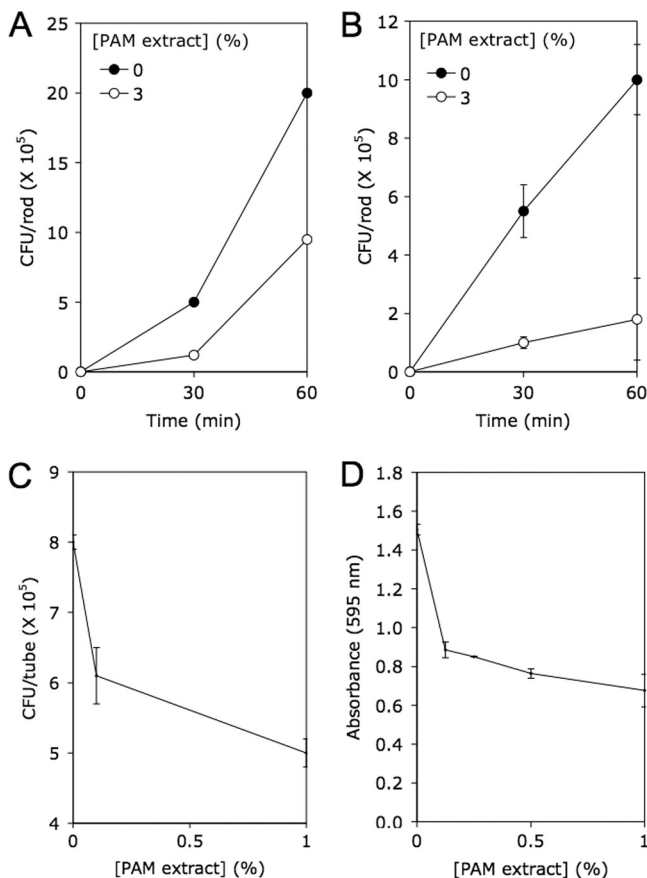 A
[PAM extract] (%)
0
3
25
20
15
10
5
0
CFU/rod (X 10⁵)
0 30 60
Time (min)
B
[PAM extract] (%)
0
3
12
10
8
6
4
2
0
CFU/rod (X 10⁵)
0 30 60
Time (min)
C
9
8
7
6
5
4
CFU/tube (X 10⁵)
0 0.5 1
[PAM extract] (%)
D
1.8
1.6
1.4
1.2
1.0
0.8
0.6
0.4
0.2
0.0
Absorbance (595 nm)
0 0.5 1
[PAM extract] (%)